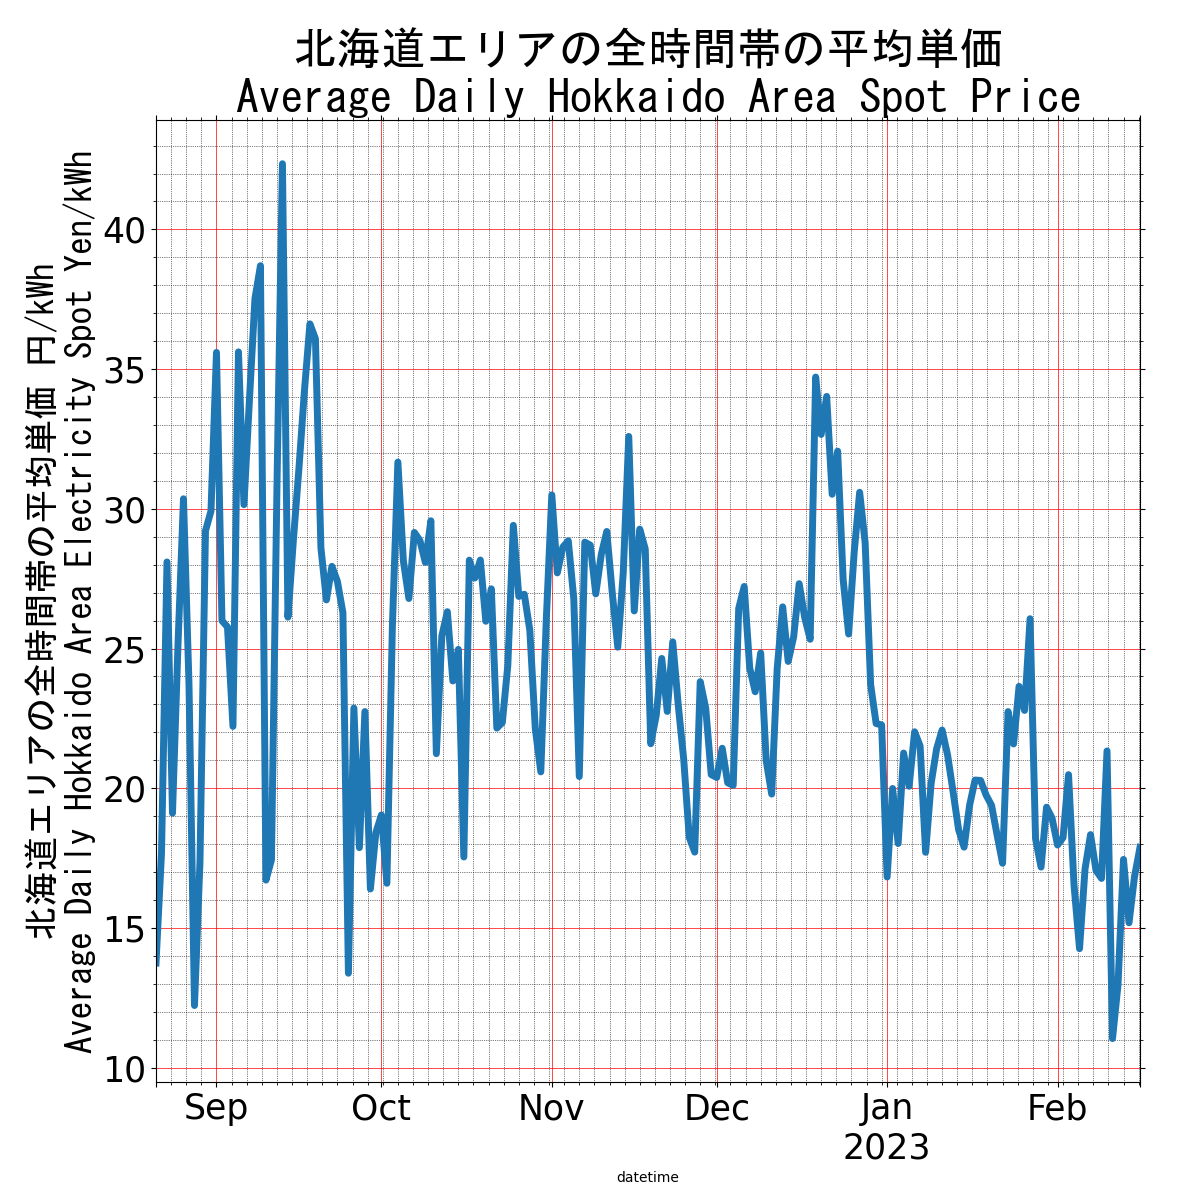 北海道エリアの全時間帯の平均単価
Average Daily Hokkaido Area Spot Price
北海道エリアの全時間帯の平均単価 円/kWh
Average Daily Hokkaido Area Electricity Spot Yen/kWh
40
35
30
25
20
15
10
Sep
Oct
Nov
Dec
Jan
2023
Feb
datetime